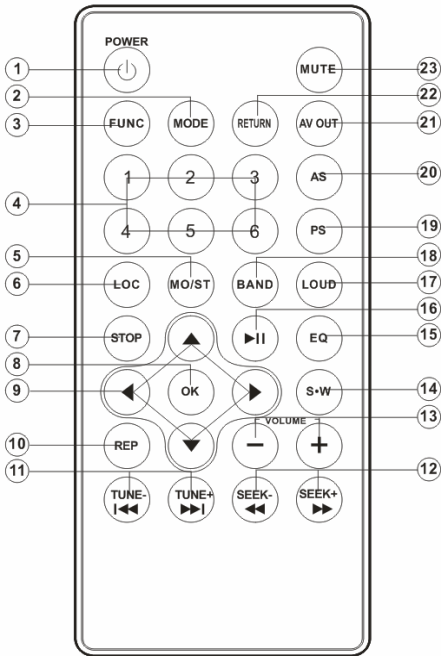 POWER
1 MUTE 23
2 22
3 FUNC MODE RETURN AV OUT 21
1 2 3 AS 20
4
4 5 6 PS 19
5 18
6 LOC MO/ST BAND LOUD 17
16
7 STOP EQ 15
8
9 OK S•W 14
VOLUME 13
10 REP − +
11 12
TUNE- TUNE+ SEEK- SEEK+